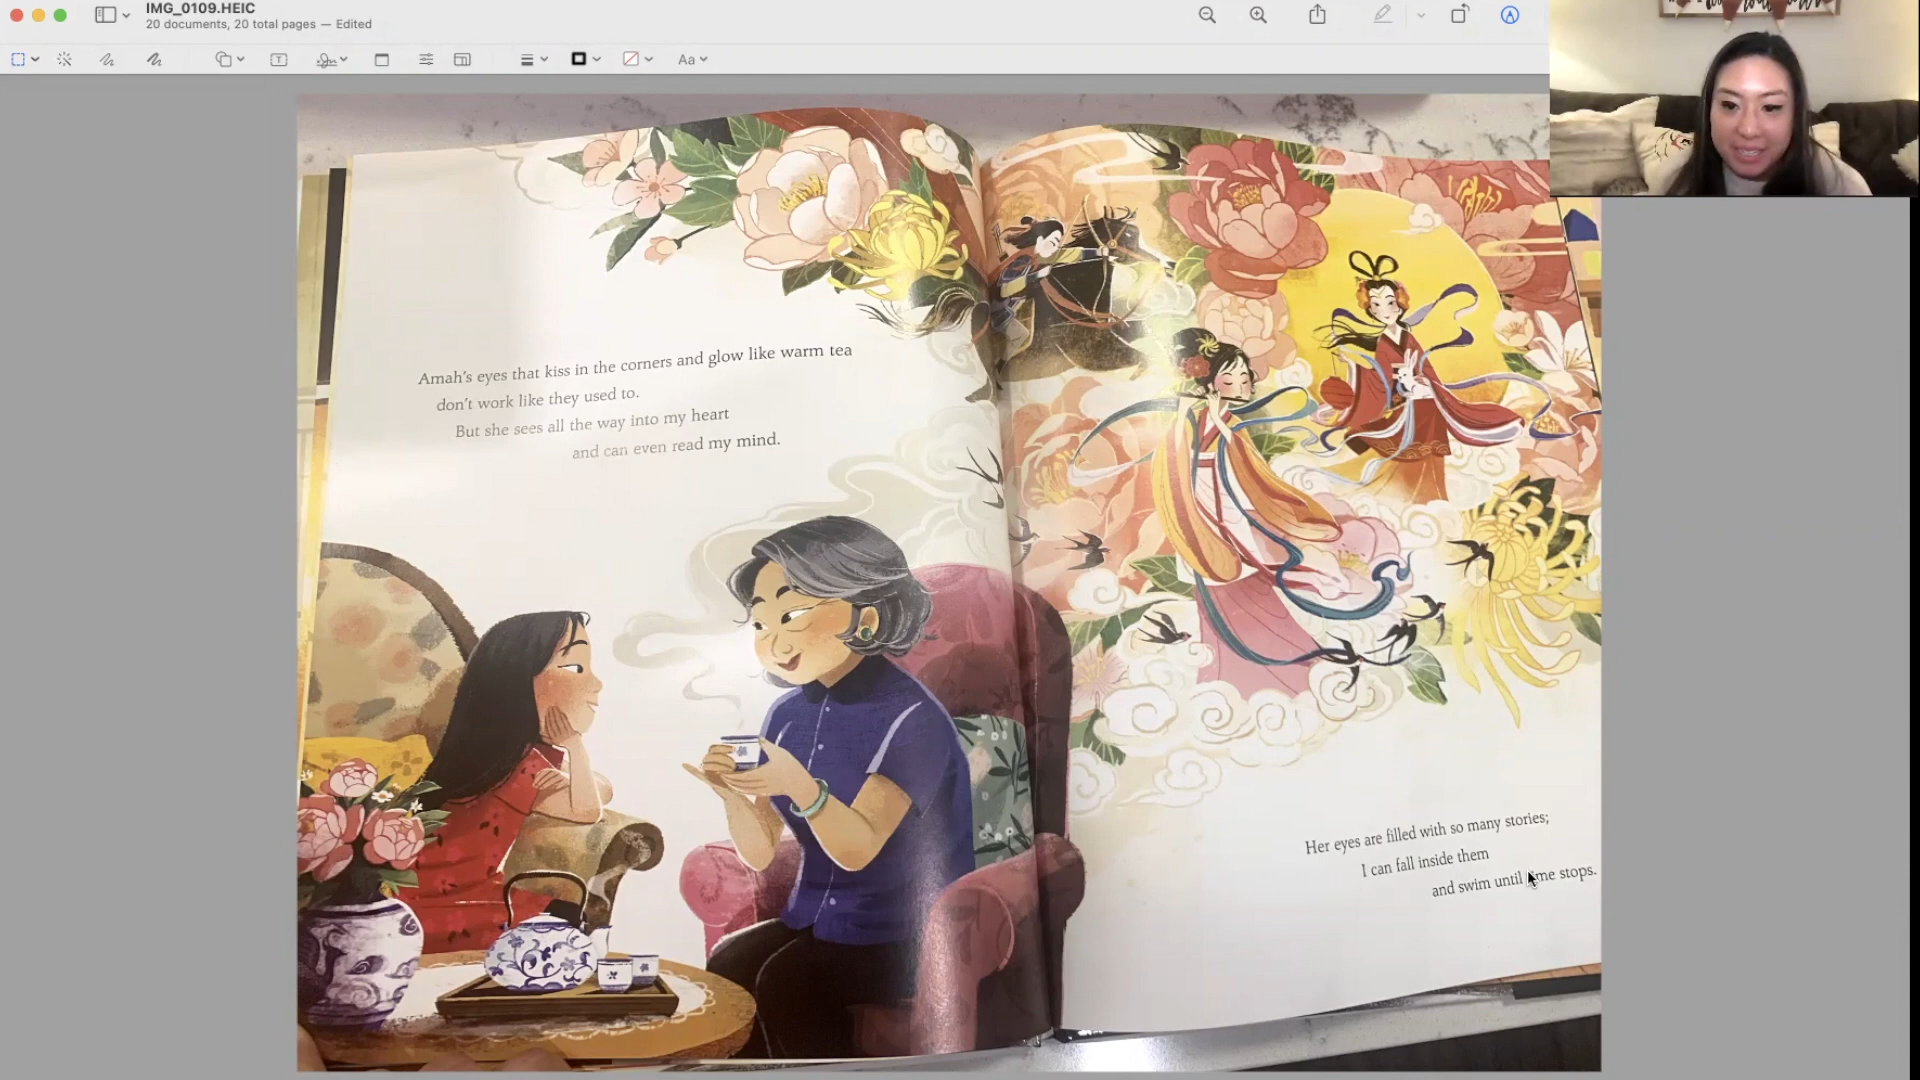 IMG_0109.HEIC
20 documents, 20 total pages — Edited
Aa
Amah's eyes that kiss in the corners and glow like warm tea
don't work like they used to.
But she sees all the way into my heart
and can even read my mind.
Her eyes are filled with so many stories;
I can fall inside them
and swim until time stops.